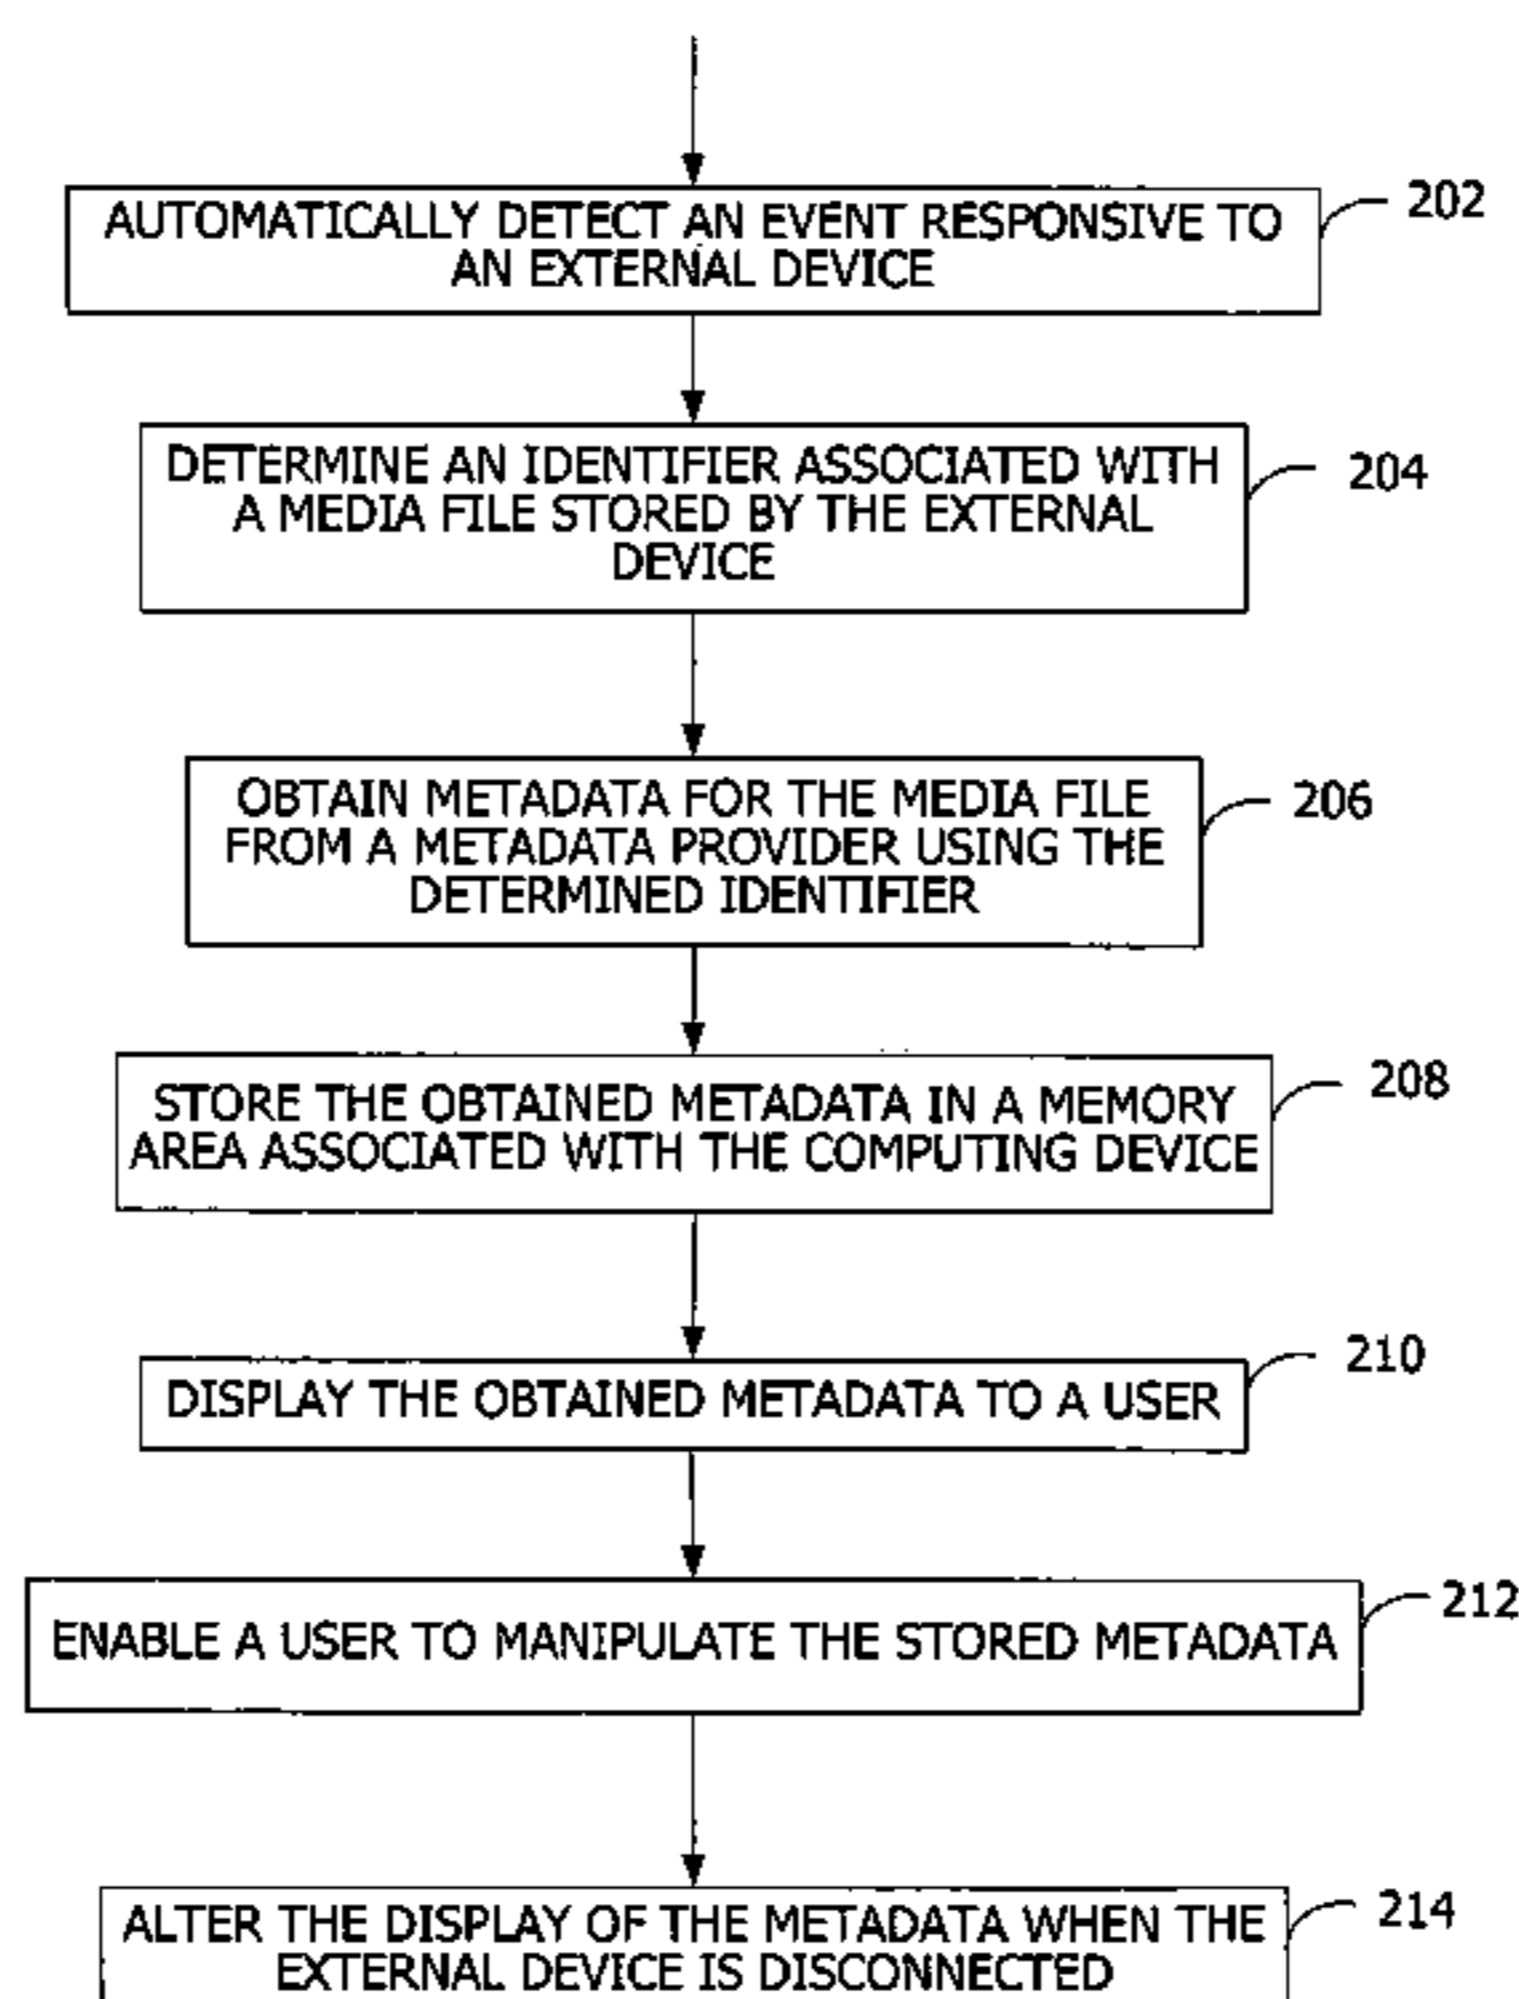 AUTOMATICALLY DETECT AN EVENT RESPONSIVE TO
AN EXTERNAL DEVICE
202
DETERMINE AN IDENTIFIER ASSOCIATED WITH
A MEDIA FILE STORED BY THE EXTERNAL
DEVICE
204
OBTAIN METADATA FOR THE MEDIA FILE
FROM A METADATA PROVIDER USING THE
DETERMINED IDENTIFIER
206
STORE THE OBTAINED METADATA IN A MEMORY
AREA ASSOCIATED WITH THE COMPUTING DEVICE
208
DISPLAY THE OBTAINED METADATA TO A USER
210
ENABLE A USER TO MANIPULATE THE STORED METADATA
212
ALTER THE DISPLAY OF THE METADATA WHEN THE
EXTERNAL DEVICE IS DISCONNECTED
214